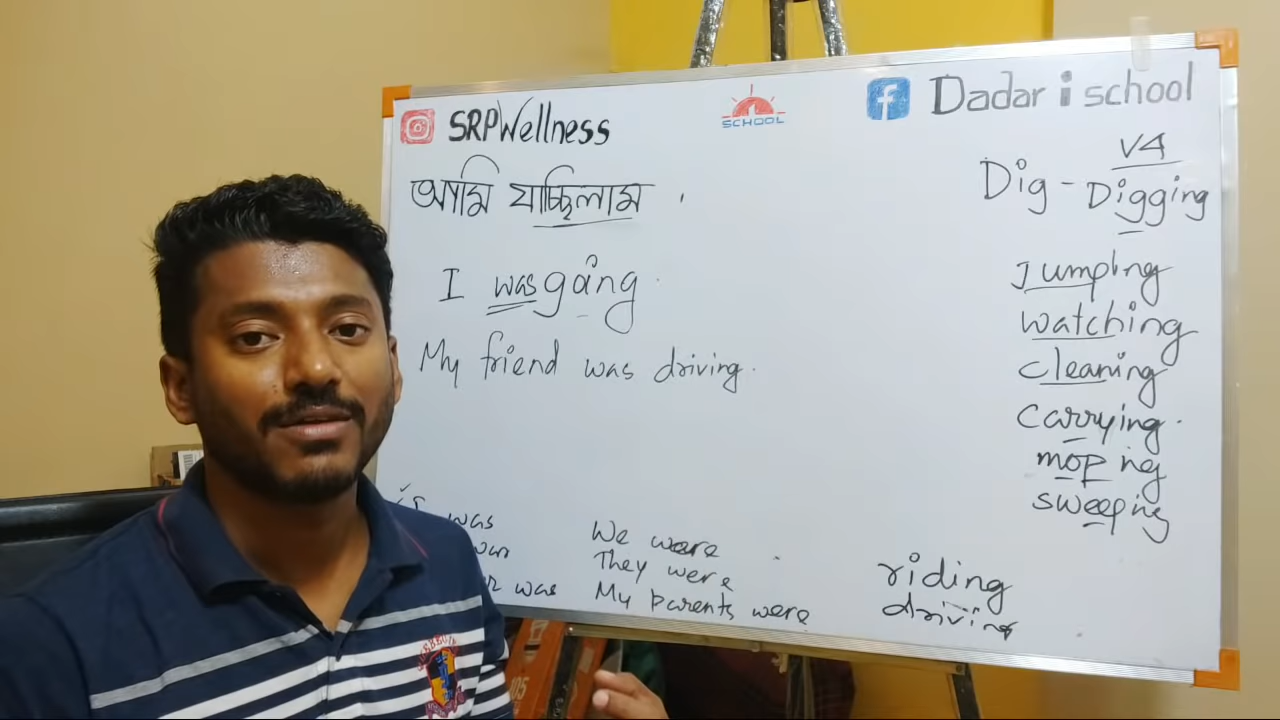 SRPWellness
SCHOOL
Dadar i school
আমি যাচ্ছিলাম
I was going.
My friend was driving.
V4
Dig - Digging
Jumping
watching
cleaning
carrying.
moping
sweeping
was
was
We were
They were
My parents were
riding
driving